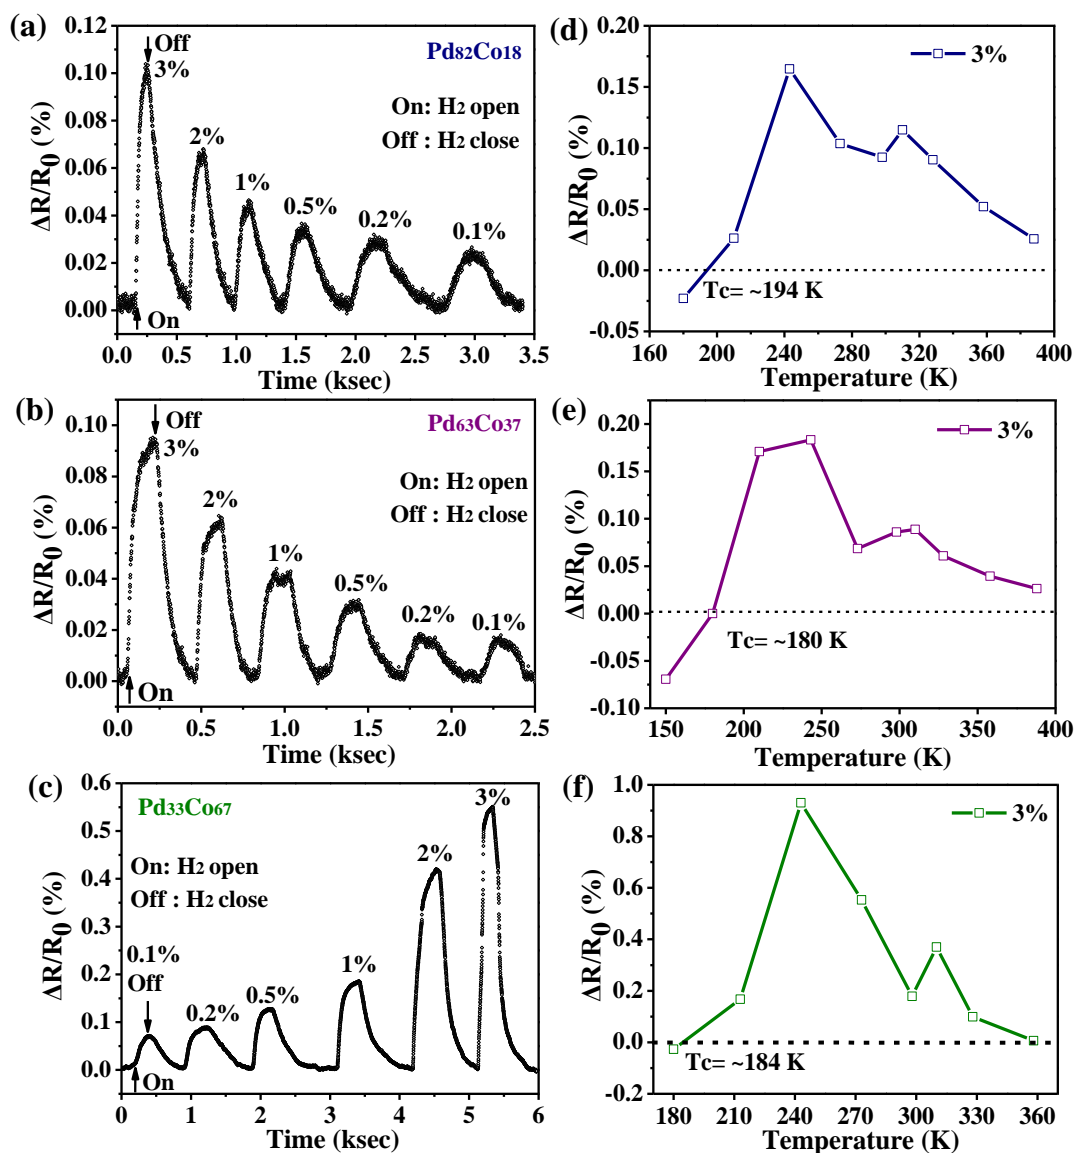 (a)
Off
3%
2%
1%
0.5%
0.2%
0.1%
Pd82Co18
On: H2 open
Off : H2 close
On
0.12
0.10
0.08
0.06
0.04
0.02
0.00
ΔR/R0 (%)
0.0 0.5 1.0 1.5 2.0 2.5 3.0 3.5
Time (ksec)
(d)
3%
0.20
0.15
0.10
0.05
0.00
-0.05
ΔR/R0 (%)
Tc= ~194 K
160 200 240 280 320 360 400
Temperature (K)
(b)
Off
3%
2%
1%
0.5%
0.2%
0.1%
Pd63Co37
On: H2 open
Off : H2 close
On
0.10
0.08
0.06
0.04
0.02
0.00
ΔR/R0 (%)
0.0 0.5 1.0 1.5 2.0 2.5
Time (ksec)
(e)
3%
0.20
0.15
0.10
0.05
0.00
-0.05
-0.10
ΔR/R0 (%)
Tc= ~180 K
150 200 250 300 350 400
Temperature (K)
(c)
Pd33Co67
On: H2 open
Off : H2 close
0.1%
Off
0.2%
0.5%
1%
2%
3%
On
0.6
0.5
0.4
0.3
0.2
0.1
0.0
ΔR/R0 (%)
0 1 2 3 4 5 6
Time (ksec)
(f)
3%
1.0
0.8
0.6
0.4
0.2
0.0
-0.2
ΔR/R0 (%)
Tc= ~184 K
180 210 240 270 300 330 360
Temperature (K)